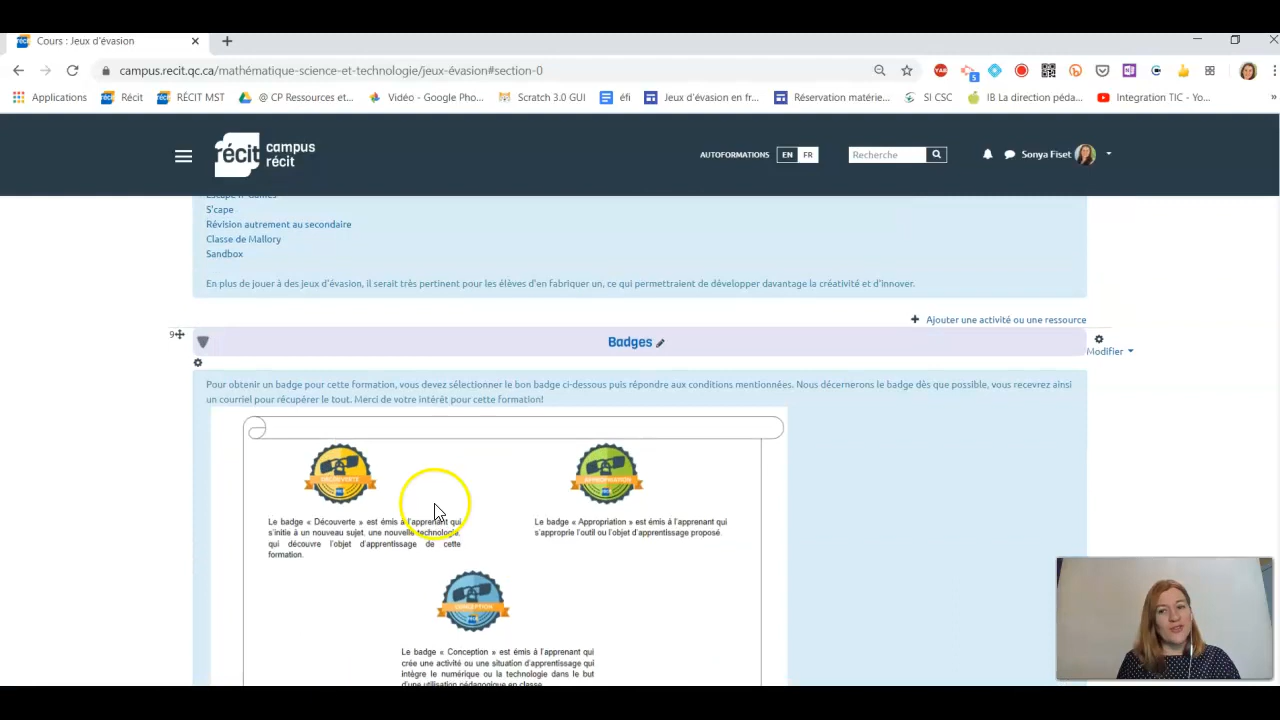 Cours : Jeux d'évasion
campus.recit.qc.ca/mathématique-science-et-technologie/jeux-évasion#section-0
Applications
Récit
RÉCIT MST
@ CP Ressources et...
Vidéo - Google Pho...
Scratch 3.0 GUI
éfi
Jeux d'évasion en fr...
Réservation matérie...
SI CSC
IB La direction péda...
Integration TIC - Yo...
récit campus récit
AUTOFORMATIONS EN FR
Recherche
Sonya Fiset
S'cape
Révision autrement au secondaire
Classe de Mallory
Sandbox
En plus de jouer à des jeux d'évasion, il serait très pertinent pour les élèves d'en fabriquer un, ce qui permettraient de développer davantage la créativité et d'innover.
Ajouter une activité ou une ressource
9
Badges
Modifier
Pour obtenir un badge pour cette formation, vous devez sélectionner le bon badge ci-dessous puis répondre aux conditions mentionnées. Nous décernerons le badge dès que possible, vous recevrez ainsi
un courriel pour récupérer le tout. Merci de votre intérêt pour cette formation!
DÉCOUVERTE
APPROPRIATION
Le badge « Découverte » est émis à l'apprenant qui
s'initie à un nouveau sujet, une nouvelle technologie,
qui découvre l'objet d'apprentissage de cette
formation.
Le badge « Appropriation » est émis à l'apprenant qui
s'approprie l'outil ou l'objet d'apprentissage proposé.
CONCEPTION
Le badge « Conception » est émis à l'apprenant qui
crée une activité ou une situation d'apprentissage qui
intègre le numérique ou la technologie dans le but
d'une utilisation pédagogique en classe.